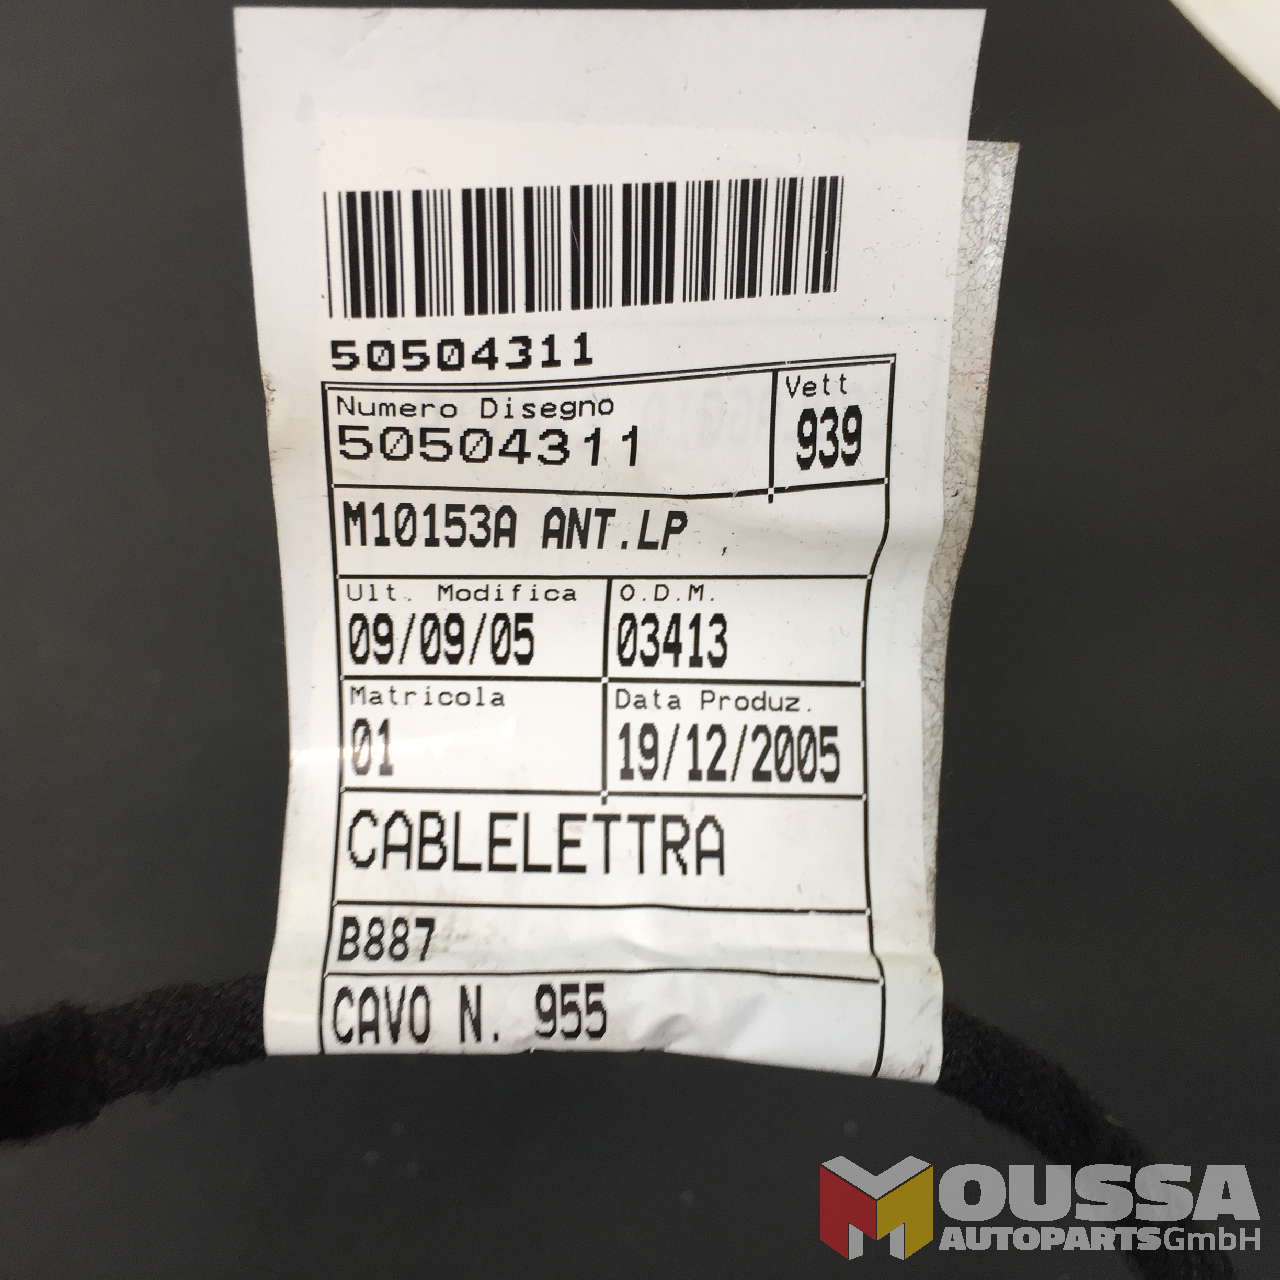 50504311
Numero Disegno
50504311
Vett
939
M10153A ANT.LP
Ult. Modifica
09/09/05
O.D.M.
03413
Matricola
01
Data Produz.
19/12/2005
CABLELETTRA
B887
CAVO N. 955
MOUSSA
AUTOPARTS GmbH